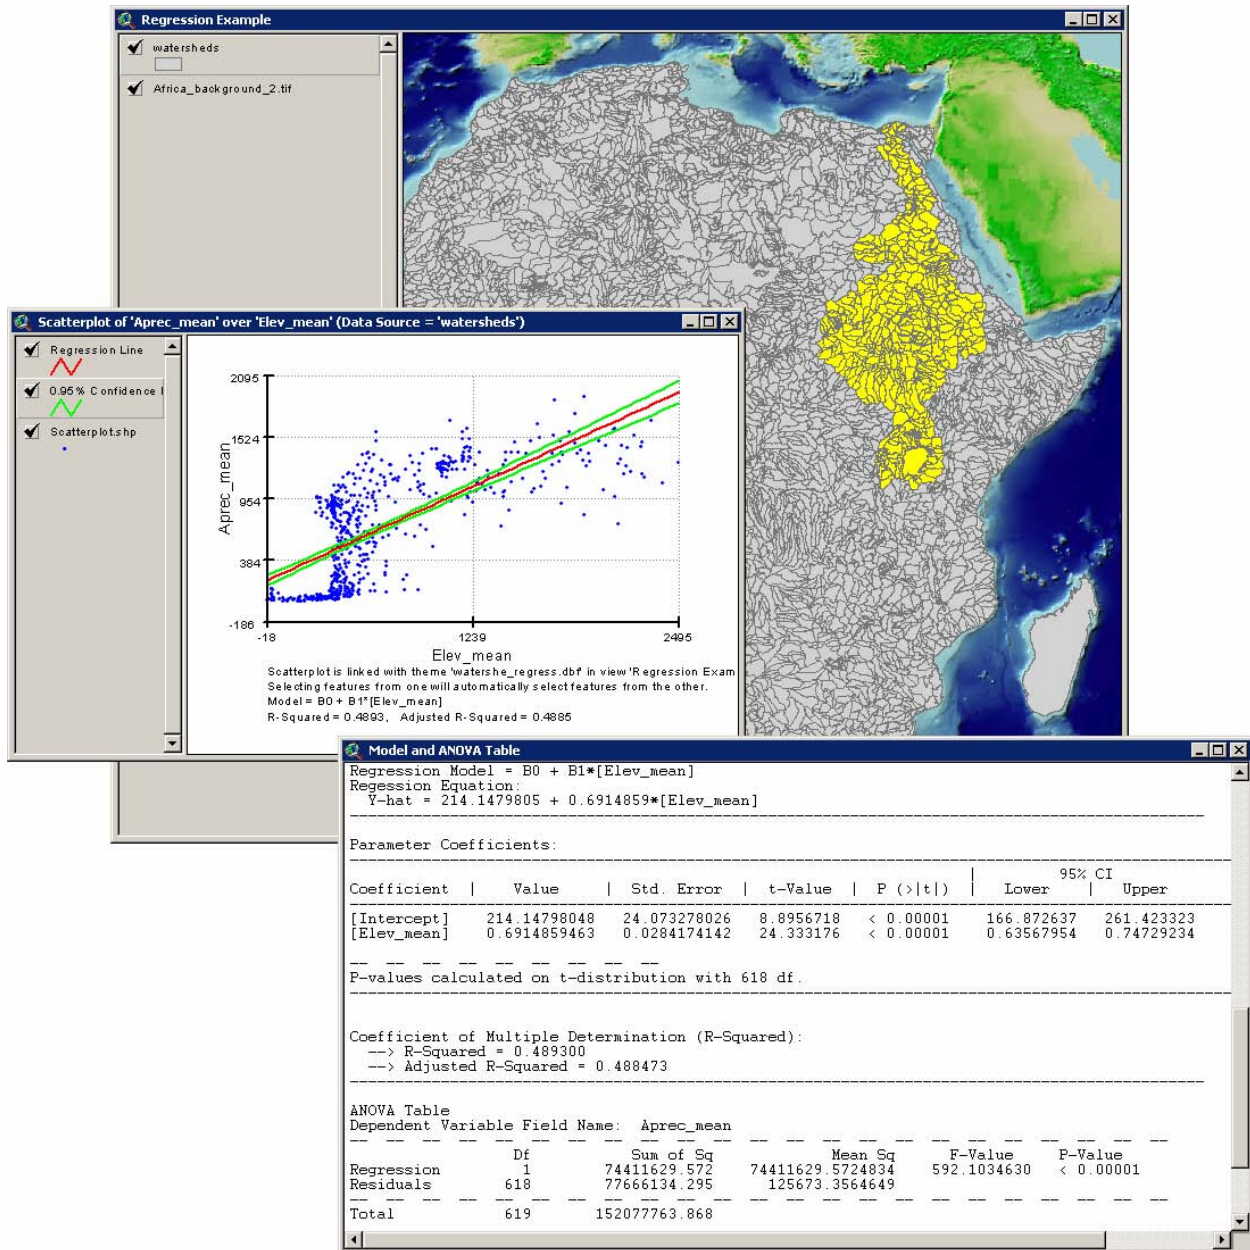 Regression Example
watersheds
Africa_background_2.tif
Scatterplot of 'Aprec_mean' over 'Elev_mean' (Data Source = 'watersheds')
Regression Line
0.95% Confidence I
Scatterplot.shp
2095
1524
954
384
-186
Aprec_mean
-18 1239 2495
Elev_mean
Scatterplot is linked with theme 'watershe_regress.dbf' in view 'Regression Exam
Selecting features from one will automatically select features from the other.
Model = B0 + B1*[Elev_mean]
R-Squared = 0.4893, Adjusted R-Squared = 0.4885
Model and ANOVA Table
Regression Model = B0 + B1*[Elev_mean]
Regession Equation:
Y-hat = 214.1479805 + 0.6914859*[Elev_mean]
Parameter Coefficients:
| 95% CI
Coefficient | Value | Std. Error | t-Value | P (>|t|) | Lower | Upper
[Intercept] 214.14798048 24.073278026 8.8956718 < 0.00001 166.872637 261.423323
[Elev_mean] 0.6914859463 0.0284174142 24.333176 < 0.00001 0.63567954 0.74729234
P-values calculated on t-distribution with 618 df.
Coefficient of Multiple Determination (R-Squared):
--> R-Squared = 0.489300
--> Adjusted R-Squared = 0.488473
ANOVA Table
Dependent Variable Field Name: Aprec_mean
Df Sum of Sq Mean Sq F-Value P-Value
Regression 1 74411629.572 74411629.5724834 592.1034630 < 0.00001
Residuals 618 77666134.295 125673.3564649
Total 619 152077763.868